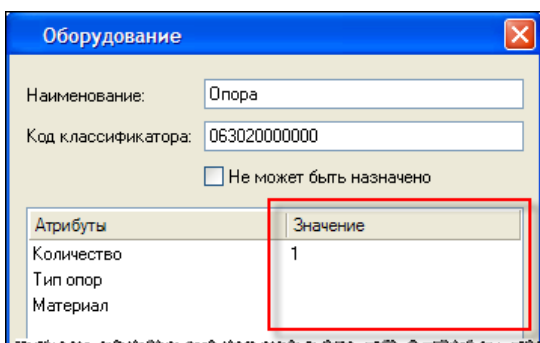 Оборудование
Наименование: Опора
Код классификатора: 063020000000
Не может быть назначено
Атрибуты Значение
Количество 1
Тип опор
Материал